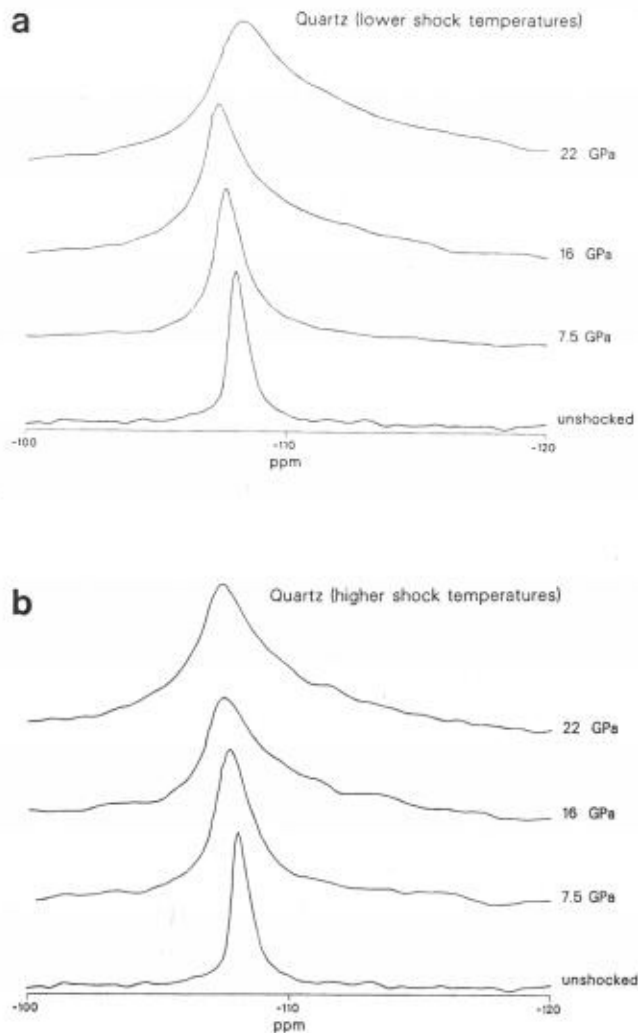 a
Quartz (lower shock temperatures)
22 GPa
16 GPa
7.5 GPa
unshocked
-100
-110
-120
ppm
b
Quartz (higher shock temperatures)
22 GPa
16 GPa
7.5 GPa
unshocked
-100
-110
-120
ppm